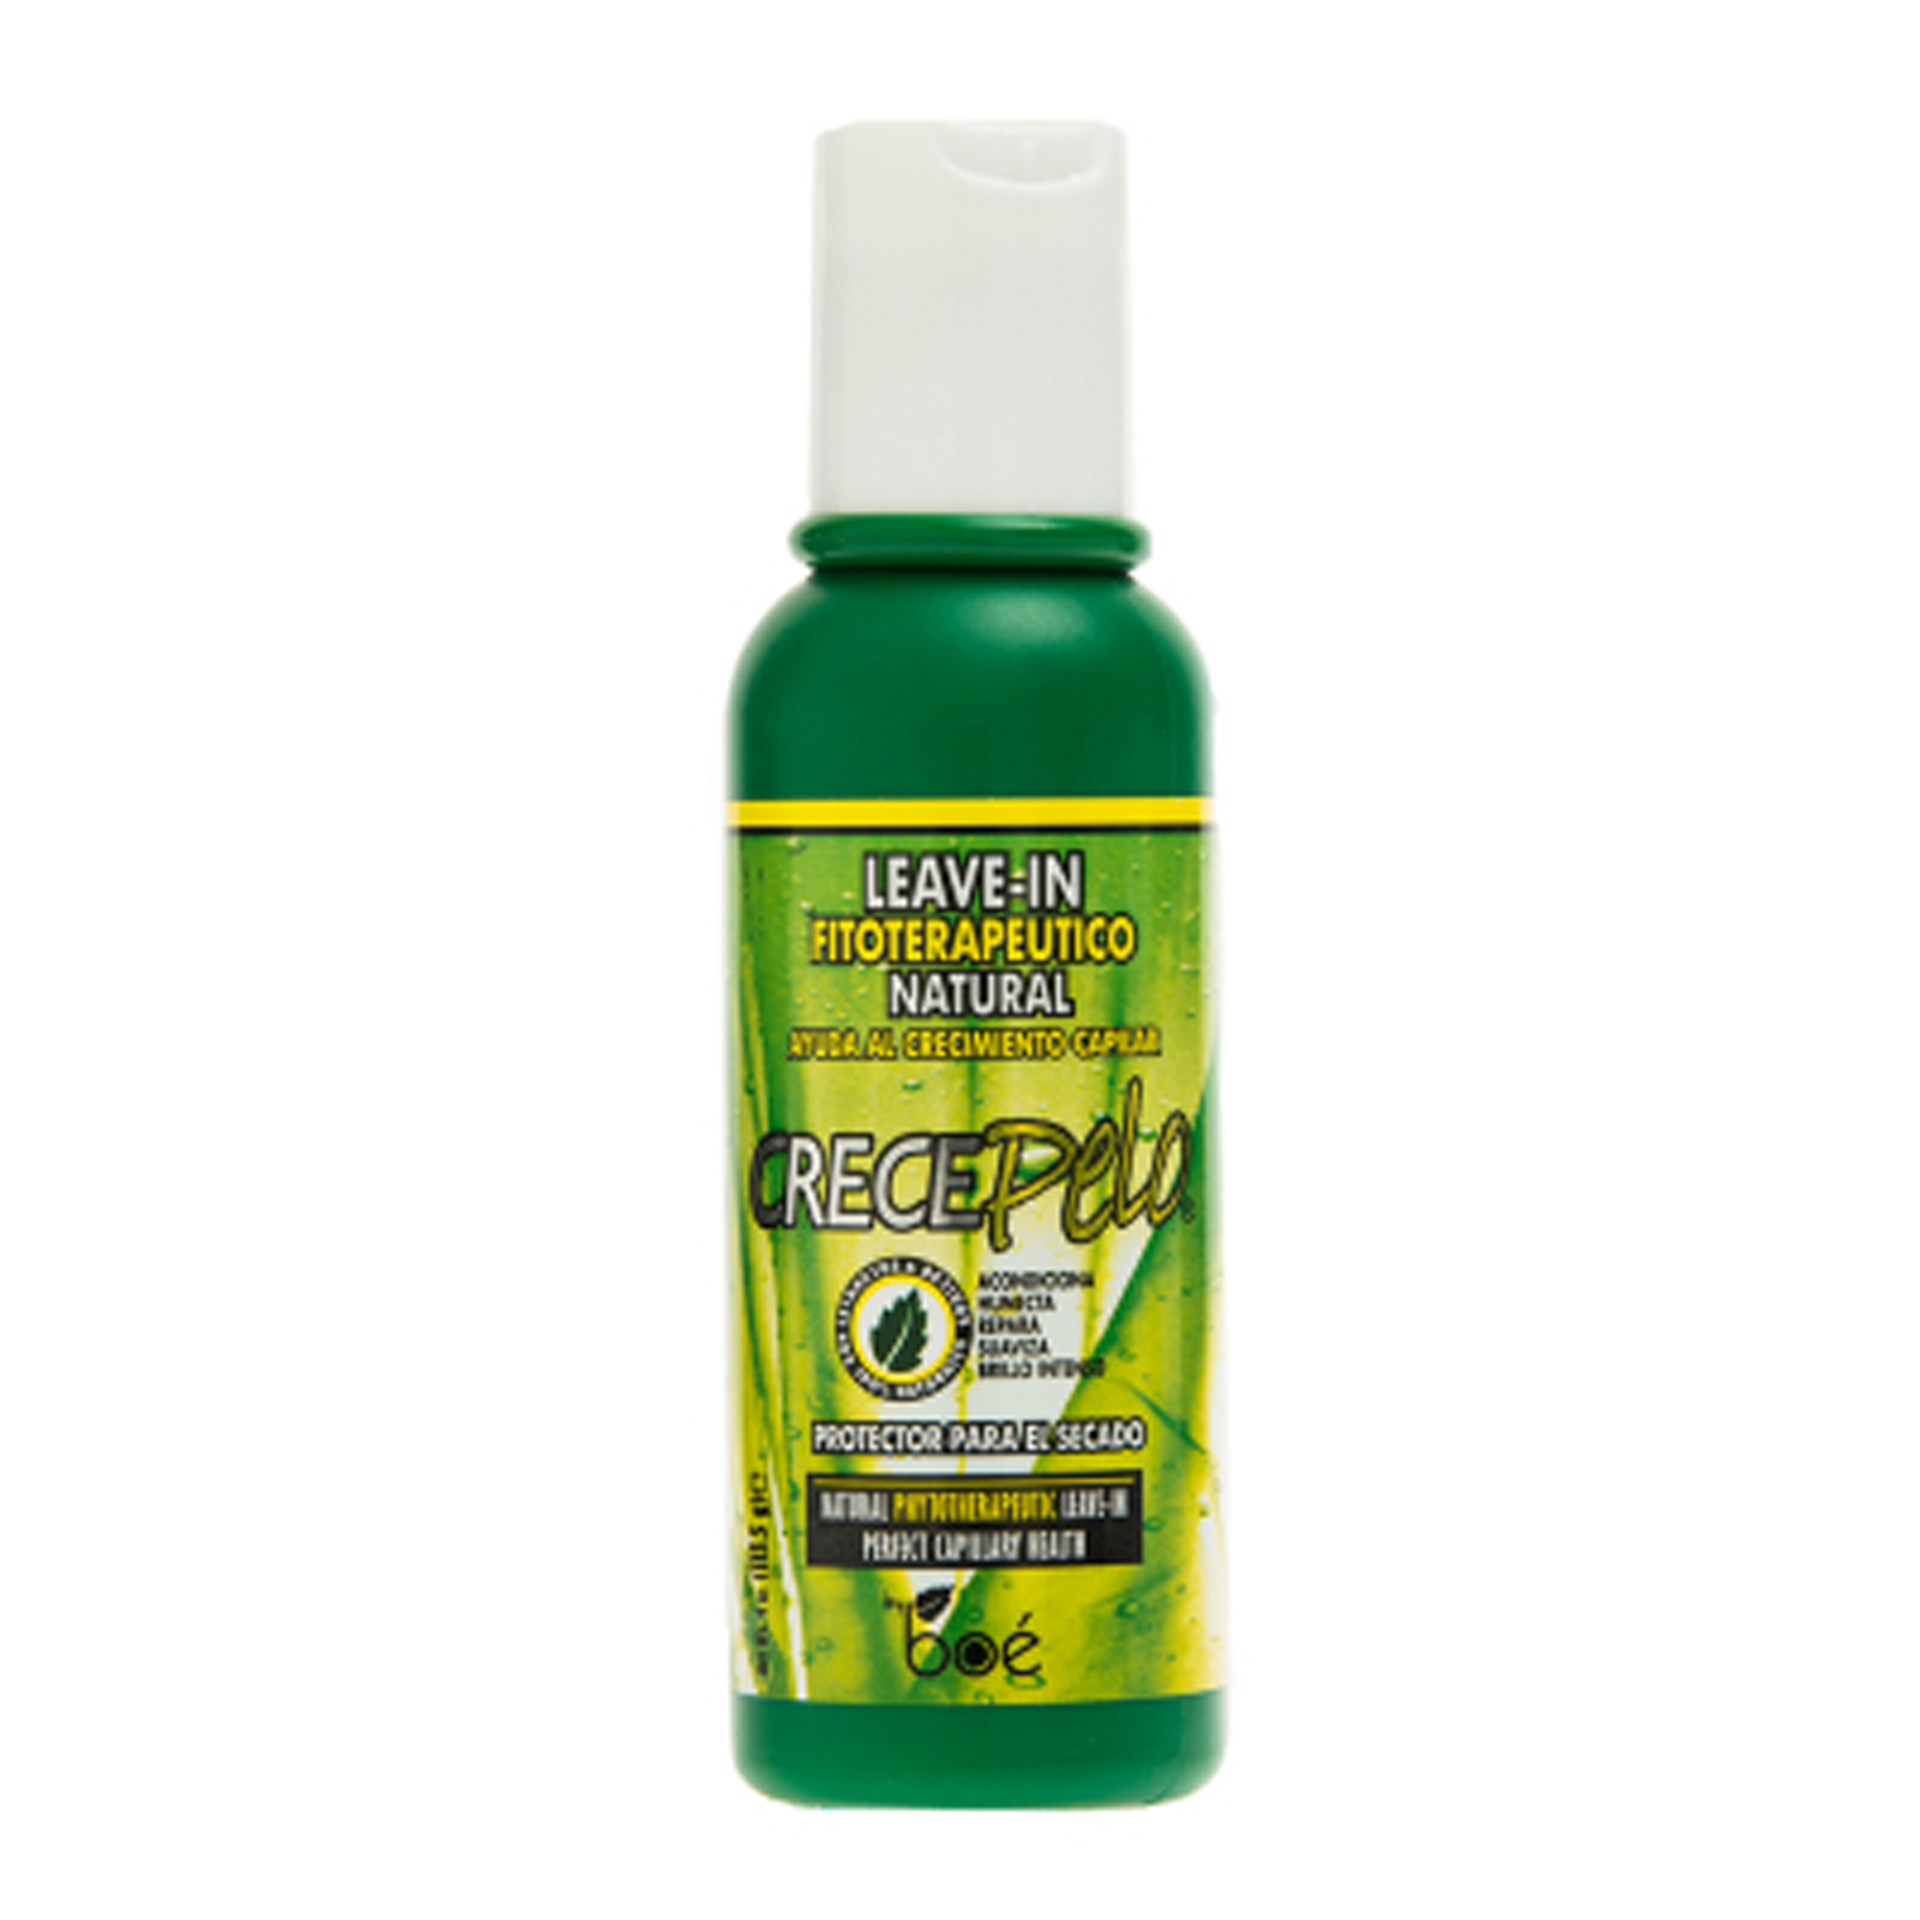 LEAVE-IN
FITOTERAPEUTICO
NATURAL
AYUDA AL CRECIMIENTO CAPILAR
CRECEPelo
ACONDICIONA
HUMECTA
REPARA
SUAVIZA
BRILLO INTENSO
PROTECTOR PARA EL SECADO
NATURAL PHYTOTHERAPEUTIC LEAVE-IN
PERFECT CAPILLARY HEALTH
by
boé